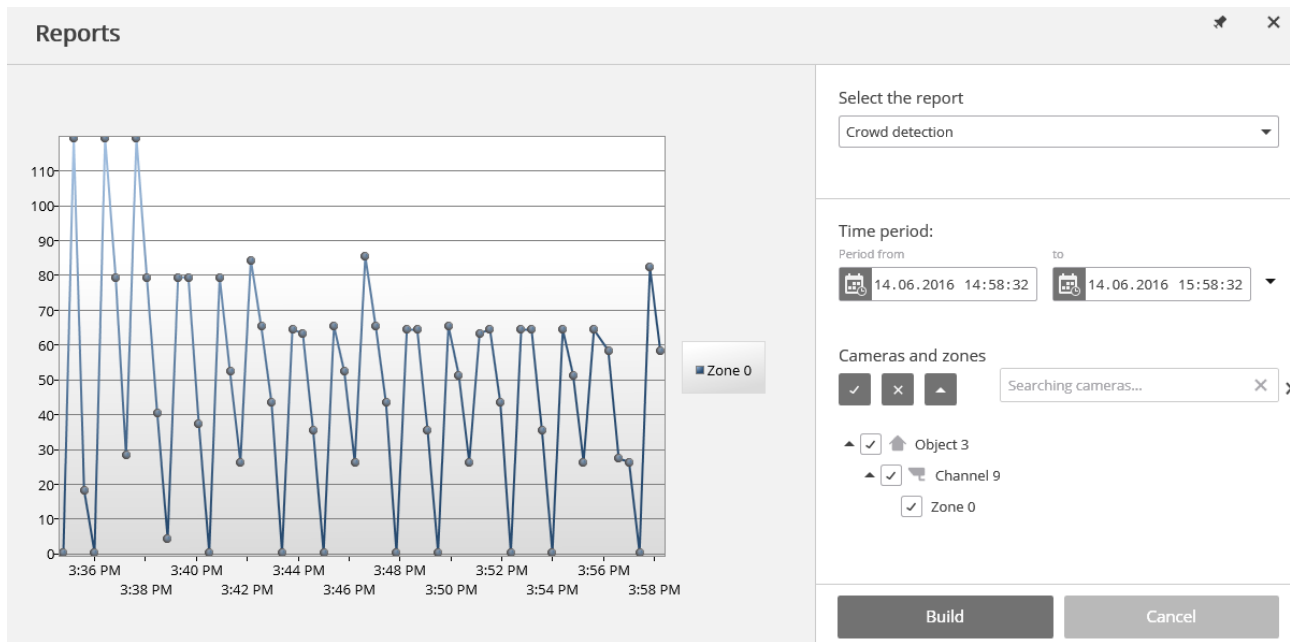 Reports
110
100
90
80
70
60
50
40
30
20
10
0
3:36 PM
3:38 PM
3:40 PM
3:42 PM
3:44 PM
3:46 PM
3:48 PM
3:50 PM
3:52 PM
3:54 PM
3:56 PM
3:58 PM
Zone 0
Select the report
Crowd detection
Time period:
Period from
to
14.06.2016 14:58:32
14.06.2016 15:58:32
Cameras and zones
Searching cameras...
Object 3
Channel 9
Zone 0
Build
Cancel